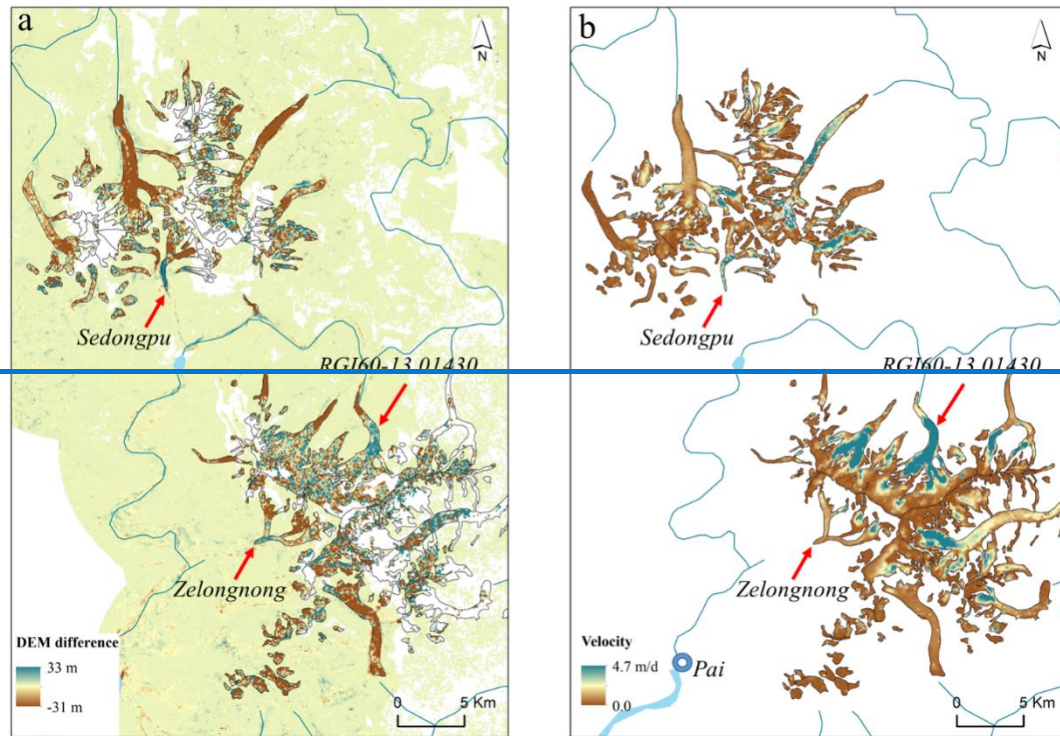 a
N
Sedongpu
RGI60-13.01430
Zelongnong
DEM difference
33 m
-31 m
0 5 Km
b
N
Sedongpu
RGI60-13.01430
Zelongnong
Velocity
4.7 m/d
0.0
Pai
0 5 Km